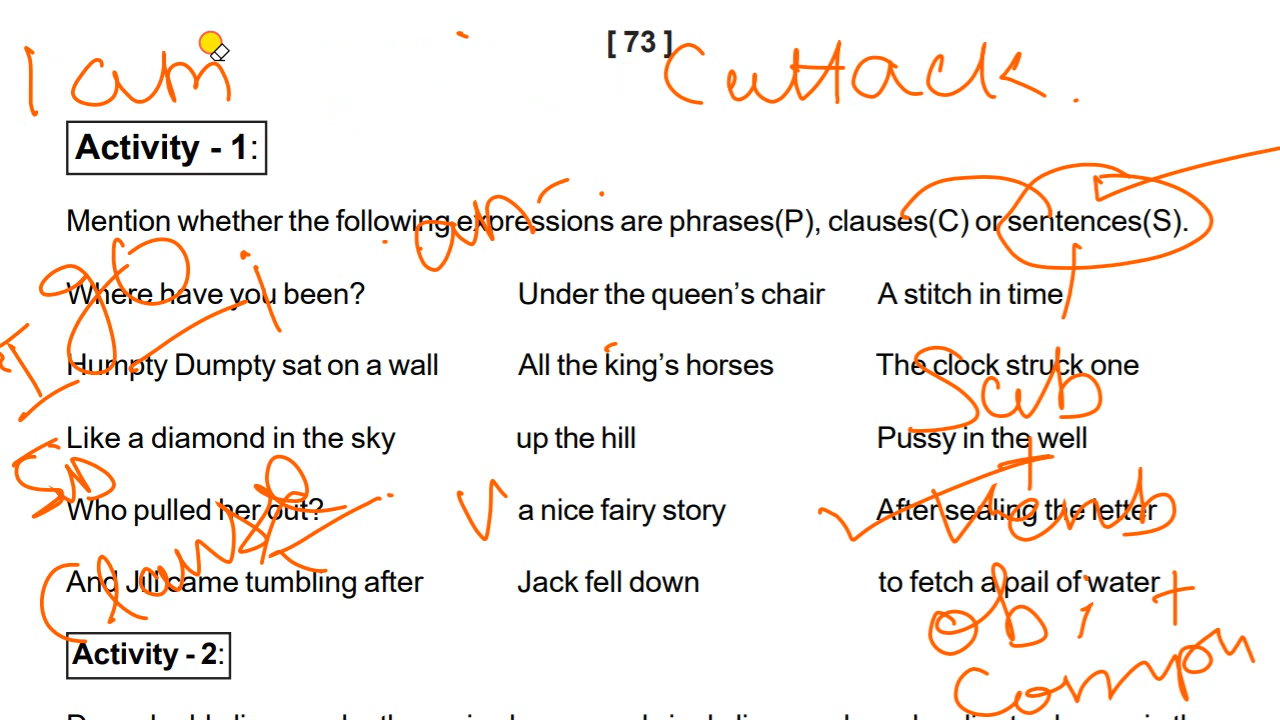 [ 73 ]
I am Cuttack.
Activity - 1:
Mention whether the following expressions are phrases(P), clauses(C) or sentences(S).
am
I go
Where have you been? Under the queen's chair A stitch in time
Humpty Dumpty sat on a wall All the king's horses The clock struck one
Sub
Like a diamond in the sky up the hill Pussy in the well
+
Who pulled her out? a nice fairy story After sealing the letter
V Verb
Clause
And Jill came tumbling after Jack fell down to fetch a pail of water
obj +
Activity - 2: